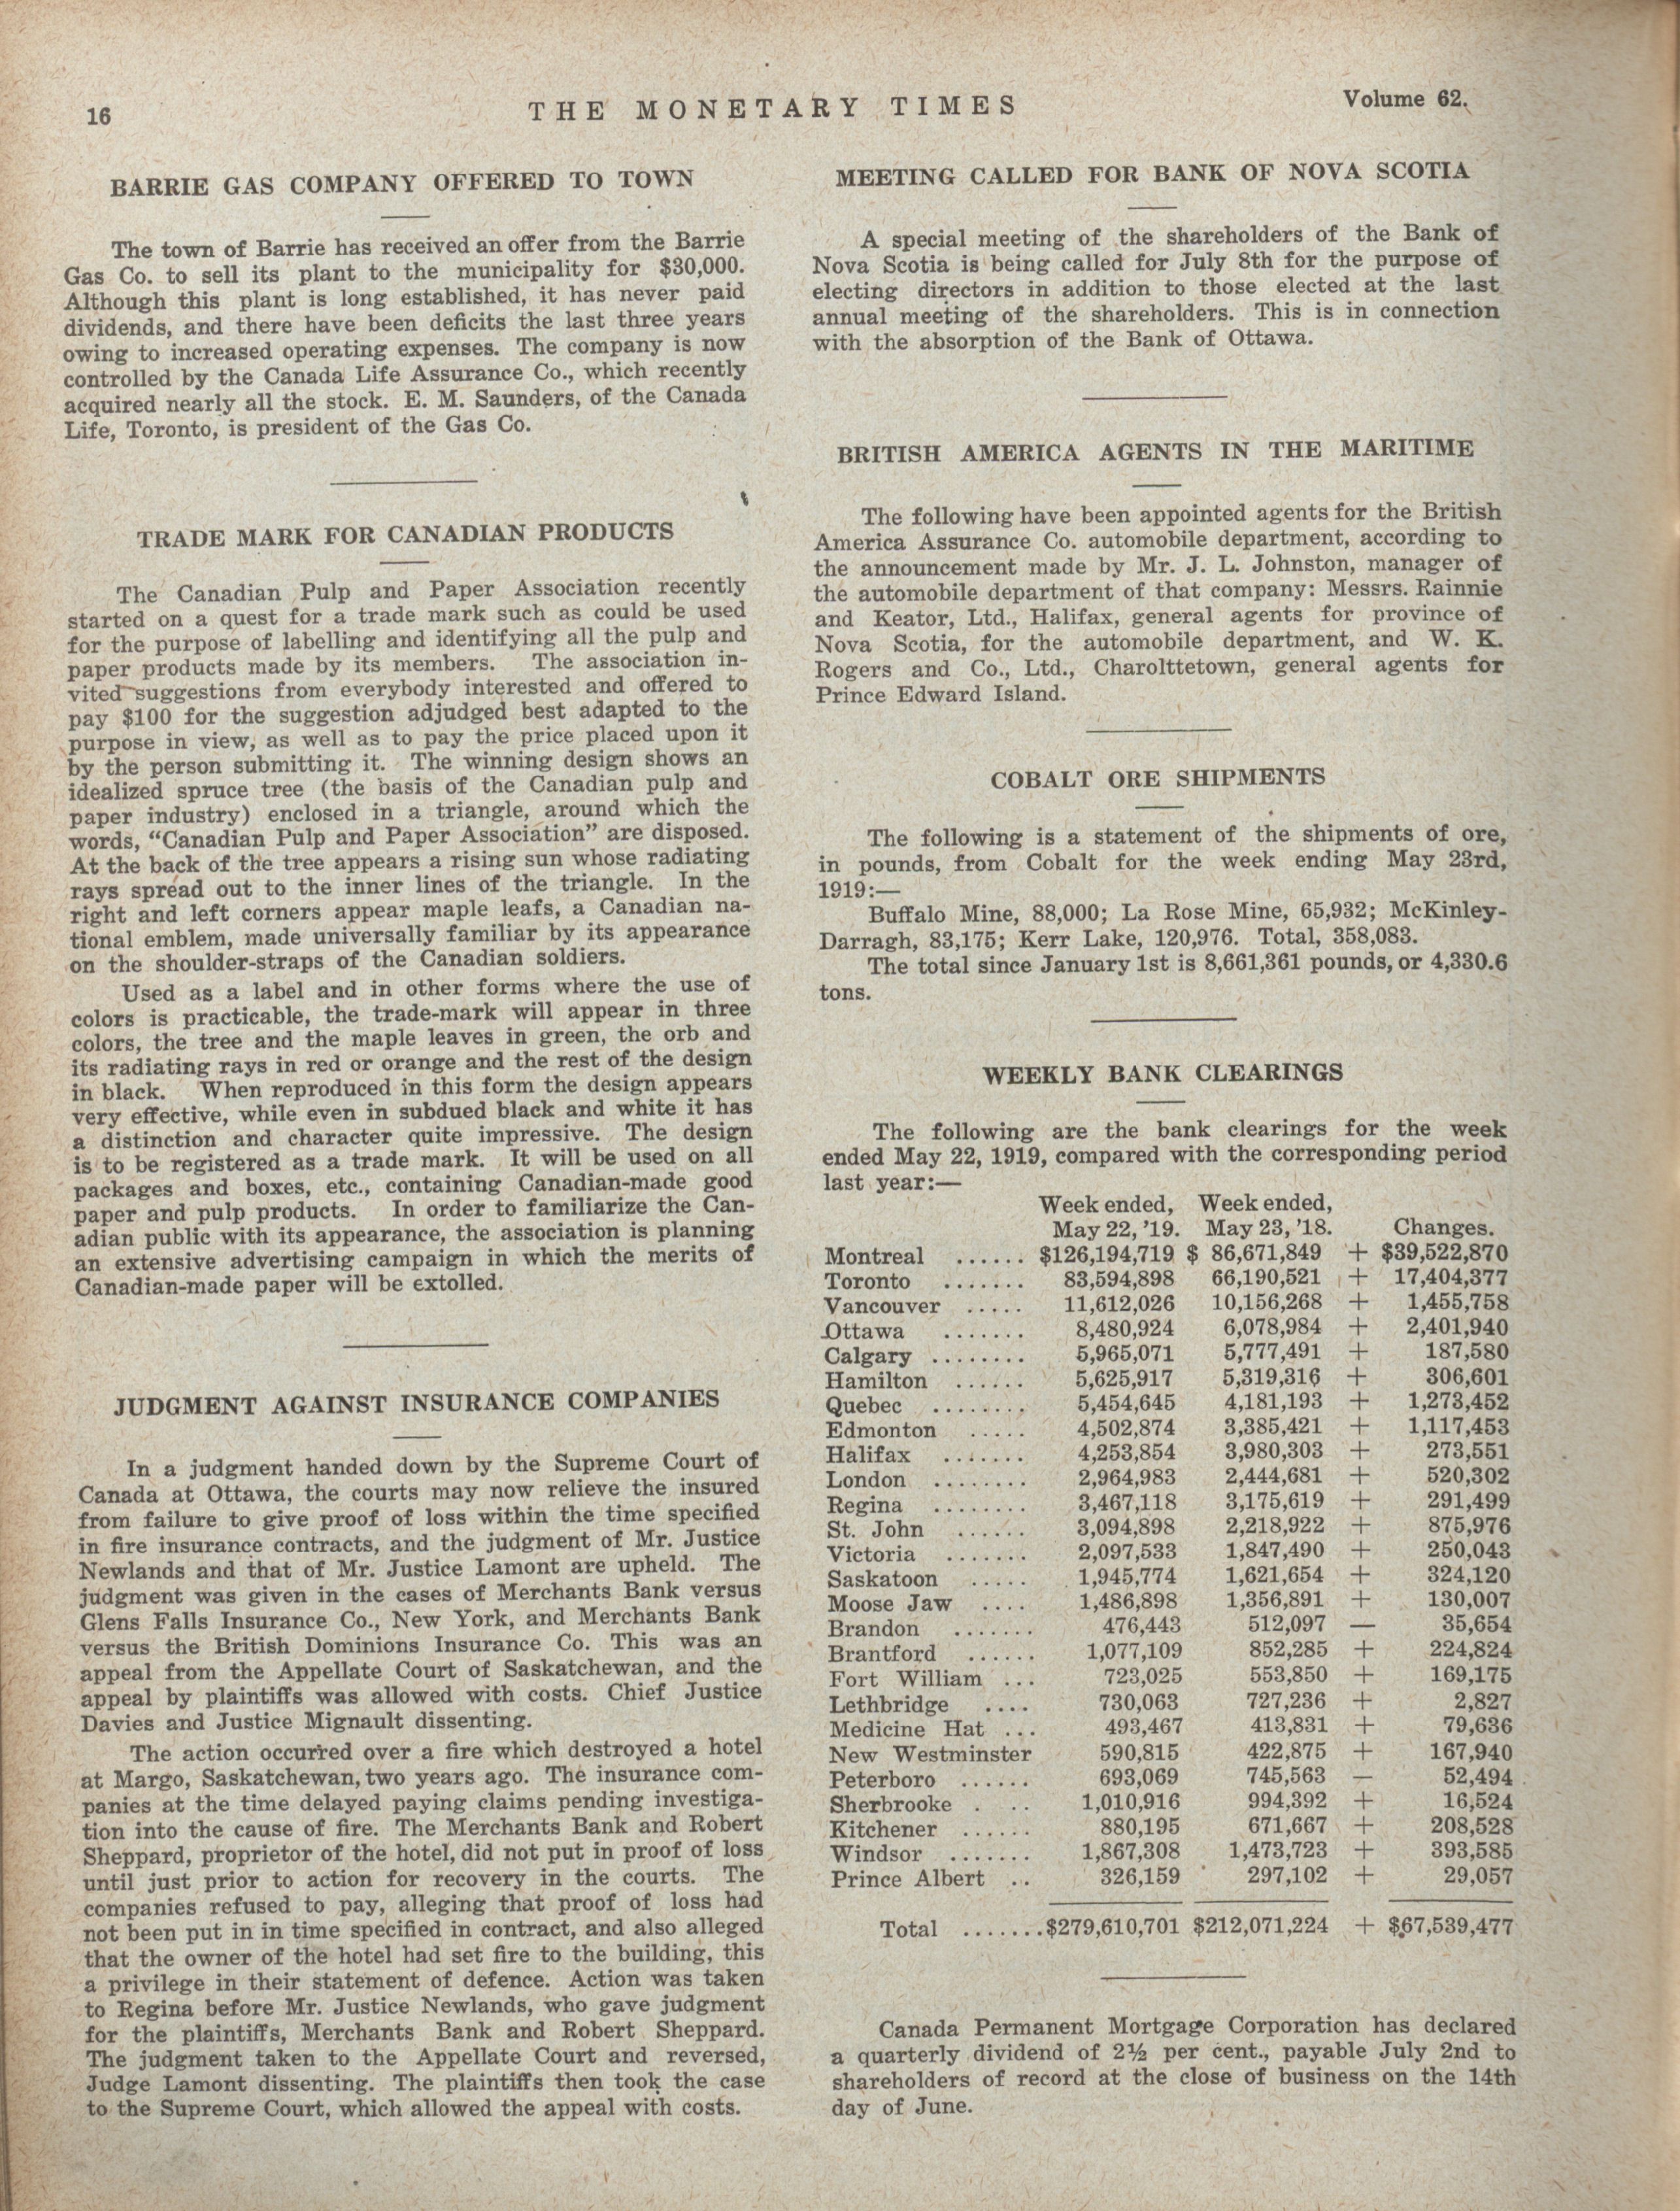 16
THE MONETARY TIMES
Volume 62.
BARRIE GAS COMPANY OFFERED TO TOWN
The town of Barrie has received an offer from the Barrie
Gas Co. to sell its plant to the municipality for $30,000.
Although this plant is long established, it has never paid
dividends, and there have been deficits the last three years
owing to increased operating expenses. The company is now
controlled by the Canada Life Assurance Co., which recently
acquired nearly all the stock. E. M. Saunders, of the Canada
Life, Toronto, is president of the Gas Co.
TRADE MARK FOR CANADIAN PRODUCTS
The Canadian Pulp and Paper Association recently
started on a quest for a trade mark such as could be used
for the purpose of labelling and identifying all the pulp and
paper products made by its members. The association in-
vited suggestions from everybody interested and offered to
pay $100 for the suggestion adjudged best adapted to the
purpose in view, as well as to pay the price placed upon it
by the person submitting it. The winning design shows an
idealized spruce tree (the basis of the Canadian pulp and
paper industry) enclosed in a triangle, around which the
words, "Canadian Pulp and Paper Association" are disposed.
At the back of the tree appears a rising sun whose radiating
rays spread out to the inner lines of the triangle. In the
right and left corners appear maple leafs, a Canadian na-
tional emblem, made universally familiar by its appearance
on the shoulder-straps of the Canadian soldiers.
Used as a label and in other forms where the use of
colors is practicable, the trade-mark will appear in three
colors, the tree and the maple leaves in green, the orb and
its radiating rays in red or orange and the rest of the design
in black. When reproduced in this form the design appears
very effective, while even in subdued black and white it has
a distinction and character quite impressive. The design
is to be registered as a trade mark. It will be used on all
packages and boxes, etc., containing Canadian-made good
paper and pulp products. In order to familiarize the Can-
adian public with its appearance, the association is planning
an extensive advertising campaign in which the merits of
Canadian-made paper will be extolled.
JUDGMENT AGAINST INSURANCE COMPANIES
In a judgment handed down by the Supreme Court of
Canada at Ottawa, the courts may now relieve the insured
from failure to give proof of loss within the time specified
in fire insurance contracts, and the judgment of Mr. Justice
Newlands and that of Mr. Justice Lamont are upheld. The
judgment was given in the cases of Merchants Bank versus
Glens Falls Insurance Co., New York, and Merchants Bank
versus the British Dominions Insurance Co. This was an
appeal from the Appellate Court of Saskatchewan, and the
appeal by plaintiffs was allowed with costs. Chief Justice
Davies and Justice Mignault dissenting.
The action occurred over a fire which destroyed a hotel
at Margo, Saskatchewan, two years ago. The insurance com-
panies at the time delayed paying claims pending investiga-
tion into the cause of fire. The Merchants Bank and Robert
Sheppard, proprietor of the hotel, did not put in proof of loss
until just prior to action for recovery in the courts. The
companies refused to pay, alleging that proof of loss had
not been put in in time specified in contract, and also alleged
that the owner of the hotel had set fire to the building, this
a privilege in their statement of defence. Action was taken
to Regina before Mr. Justice Newlands, who gave judgment
for the plaintiffs, Merchants Bank and Robert Sheppard.
The judgment taken to the Appellate Court and reversed,
Judge Lamont dissenting. The plaintiffs then took the case
to the Supreme Court, which allowed the appeal with costs.
MEETING CALLED FOR BANK OF NOVA SCOTIA
A special meeting of the shareholders of the Bank of
Nova Scotia is being called for July 8th for the purpose of
electing directors in addition to those elected at the last
annual meeting of the shareholders. This is in connection
with the absorption of the Bank of Ottawa.
BRITISH AMERICA AGENTS IN THE MARITIME
The following have been appointed agents for the British
America Assurance Co. automobile department, according to
the announcement made by Mr. J. L. Johnston, manager of
the automobile department of that company: Messrs. Rainnie
and Keator, Ltd., Halifax, general agents for province of
Nova Scotia, for the automobile department, and W. K.
Rogers and Co., Ltd., Charolttetown, general agents for
Prince Edward Island.
COBALT ORE SHIPMENTS
The following is a statement of the shipments of ore,
in pounds, from Cobalt for the week ending May 23rd,
1919:—
Buffalo Mine, 88,000; La Rose Mine, 65,932; McKinley-
Darragh, 83,175; Kerr Lake, 120,976. Total, 358,083.
The total since January 1st is 8,661,361 pounds, or 4,330.6
tons.
WEEKLY BANK CLEARINGS
The following are the bank clearings for the week
ended May 22, 1919, compared with the corresponding period
last year:—
Week ended, Week ended,
May 22, '19. May 23, '18. Changes.
Montreal ...... $126,194,719 $ 86,671,849 + $39,522,870
Toronto ....... 83,594,898 66,190,521 + 17,404,377
Vancouver ..... 11,612,026 10,156,268 + 1,455,758
Ottawa ....... 8,480,924 6,078,984 + 2,401,940
Calgary ........ 5,965,071 5,777,491 + 187,580
Hamilton ...... 5,625,917 5,319,316 + 306,601
Quebec ........ 5,454,645 4,181,193 + 1,273,452
Edmonton ..... 4,502,874 3,385,421 + 1,117,453
Halifax ....... 4,253,854 3,980,303 + 273,551
London ........ 2,964,983 2,444,681 + 520,302
Regina ........ 3,467,118 3,175,619 + 291,499
St. John ...... 3,094,898 2,218,922 + 875,976
Victoria ....... 2,097,533 1,847,490 + 250,043
Saskatoon ..... 1,945,774 1,621,654 + 324,120
Moose Jaw .... 1,486,898 1,356,891 + 130,007
Brandon ....... 476,443 512,097 — 35,654
Brantford ...... 1,077,109 852,285 + 224,824
Fort William ... 723,025 553,850 + 169,175
Lethbridge .... 730,063 727,236 + 2,827
Medicine Hat ... 493,467 413,831 + 79,636
New Westminster 590,815 422,875 + 167,940
Peterboro ...... 693,069 745,563 — 52,494
Sherbrooke . .. 1,010,916 994,392 + 16,524
Kitchener ...... 880,195 671,667 + 208,528
Windsor ....... 1,867,308 1,473,723 + 393,585
Prince Albert .. 326,159 297,102 + 29,057
Total .......$279,610,701 $212,071,224 + $67,539,477
Canada Permanent Mortgage Corporation has declared
a quarterly dividend of 2½ per cent., payable July 2nd to
shareholders of record at the close of business on the 14th
day of June.